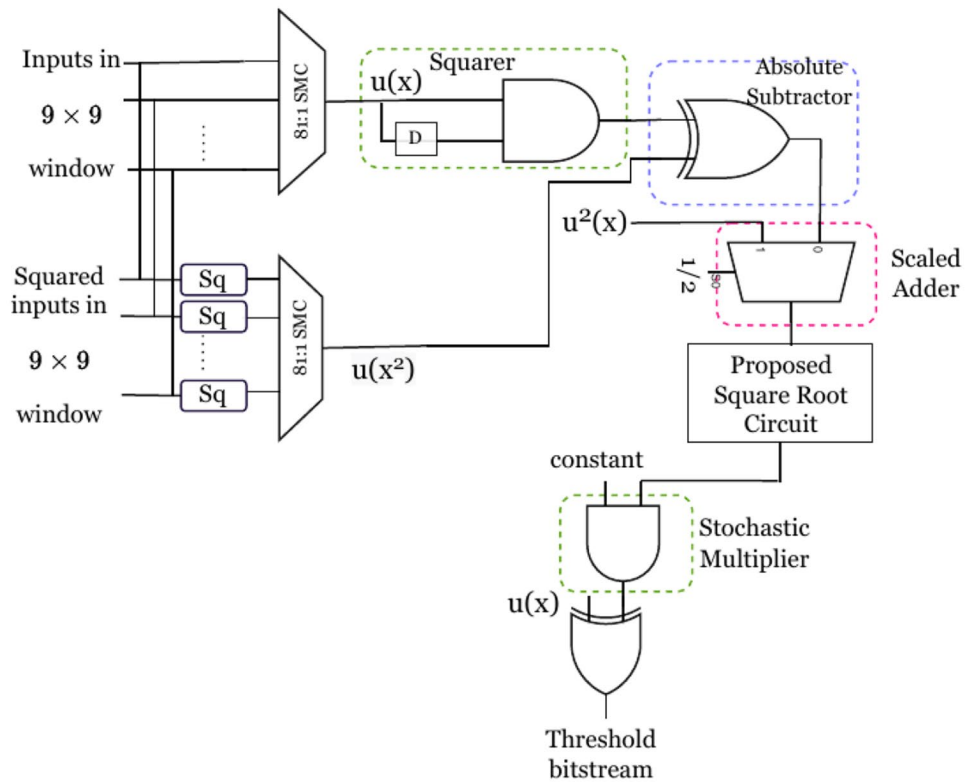 Inputs in
9 × 9
window
81:1 SMC
Squarer
u(x)
D
Absolute
Subtractor
u²(x)
1
0
1/2
S0
Scaled
Adder
Squared
inputs in
9 × 9
window
Sq
Sq
Sq
81:1 SMC
u(x²)
Proposed
Square Root
Circuit
constant
Stochastic
Multiplier
u(x)
Threshold
bitstream